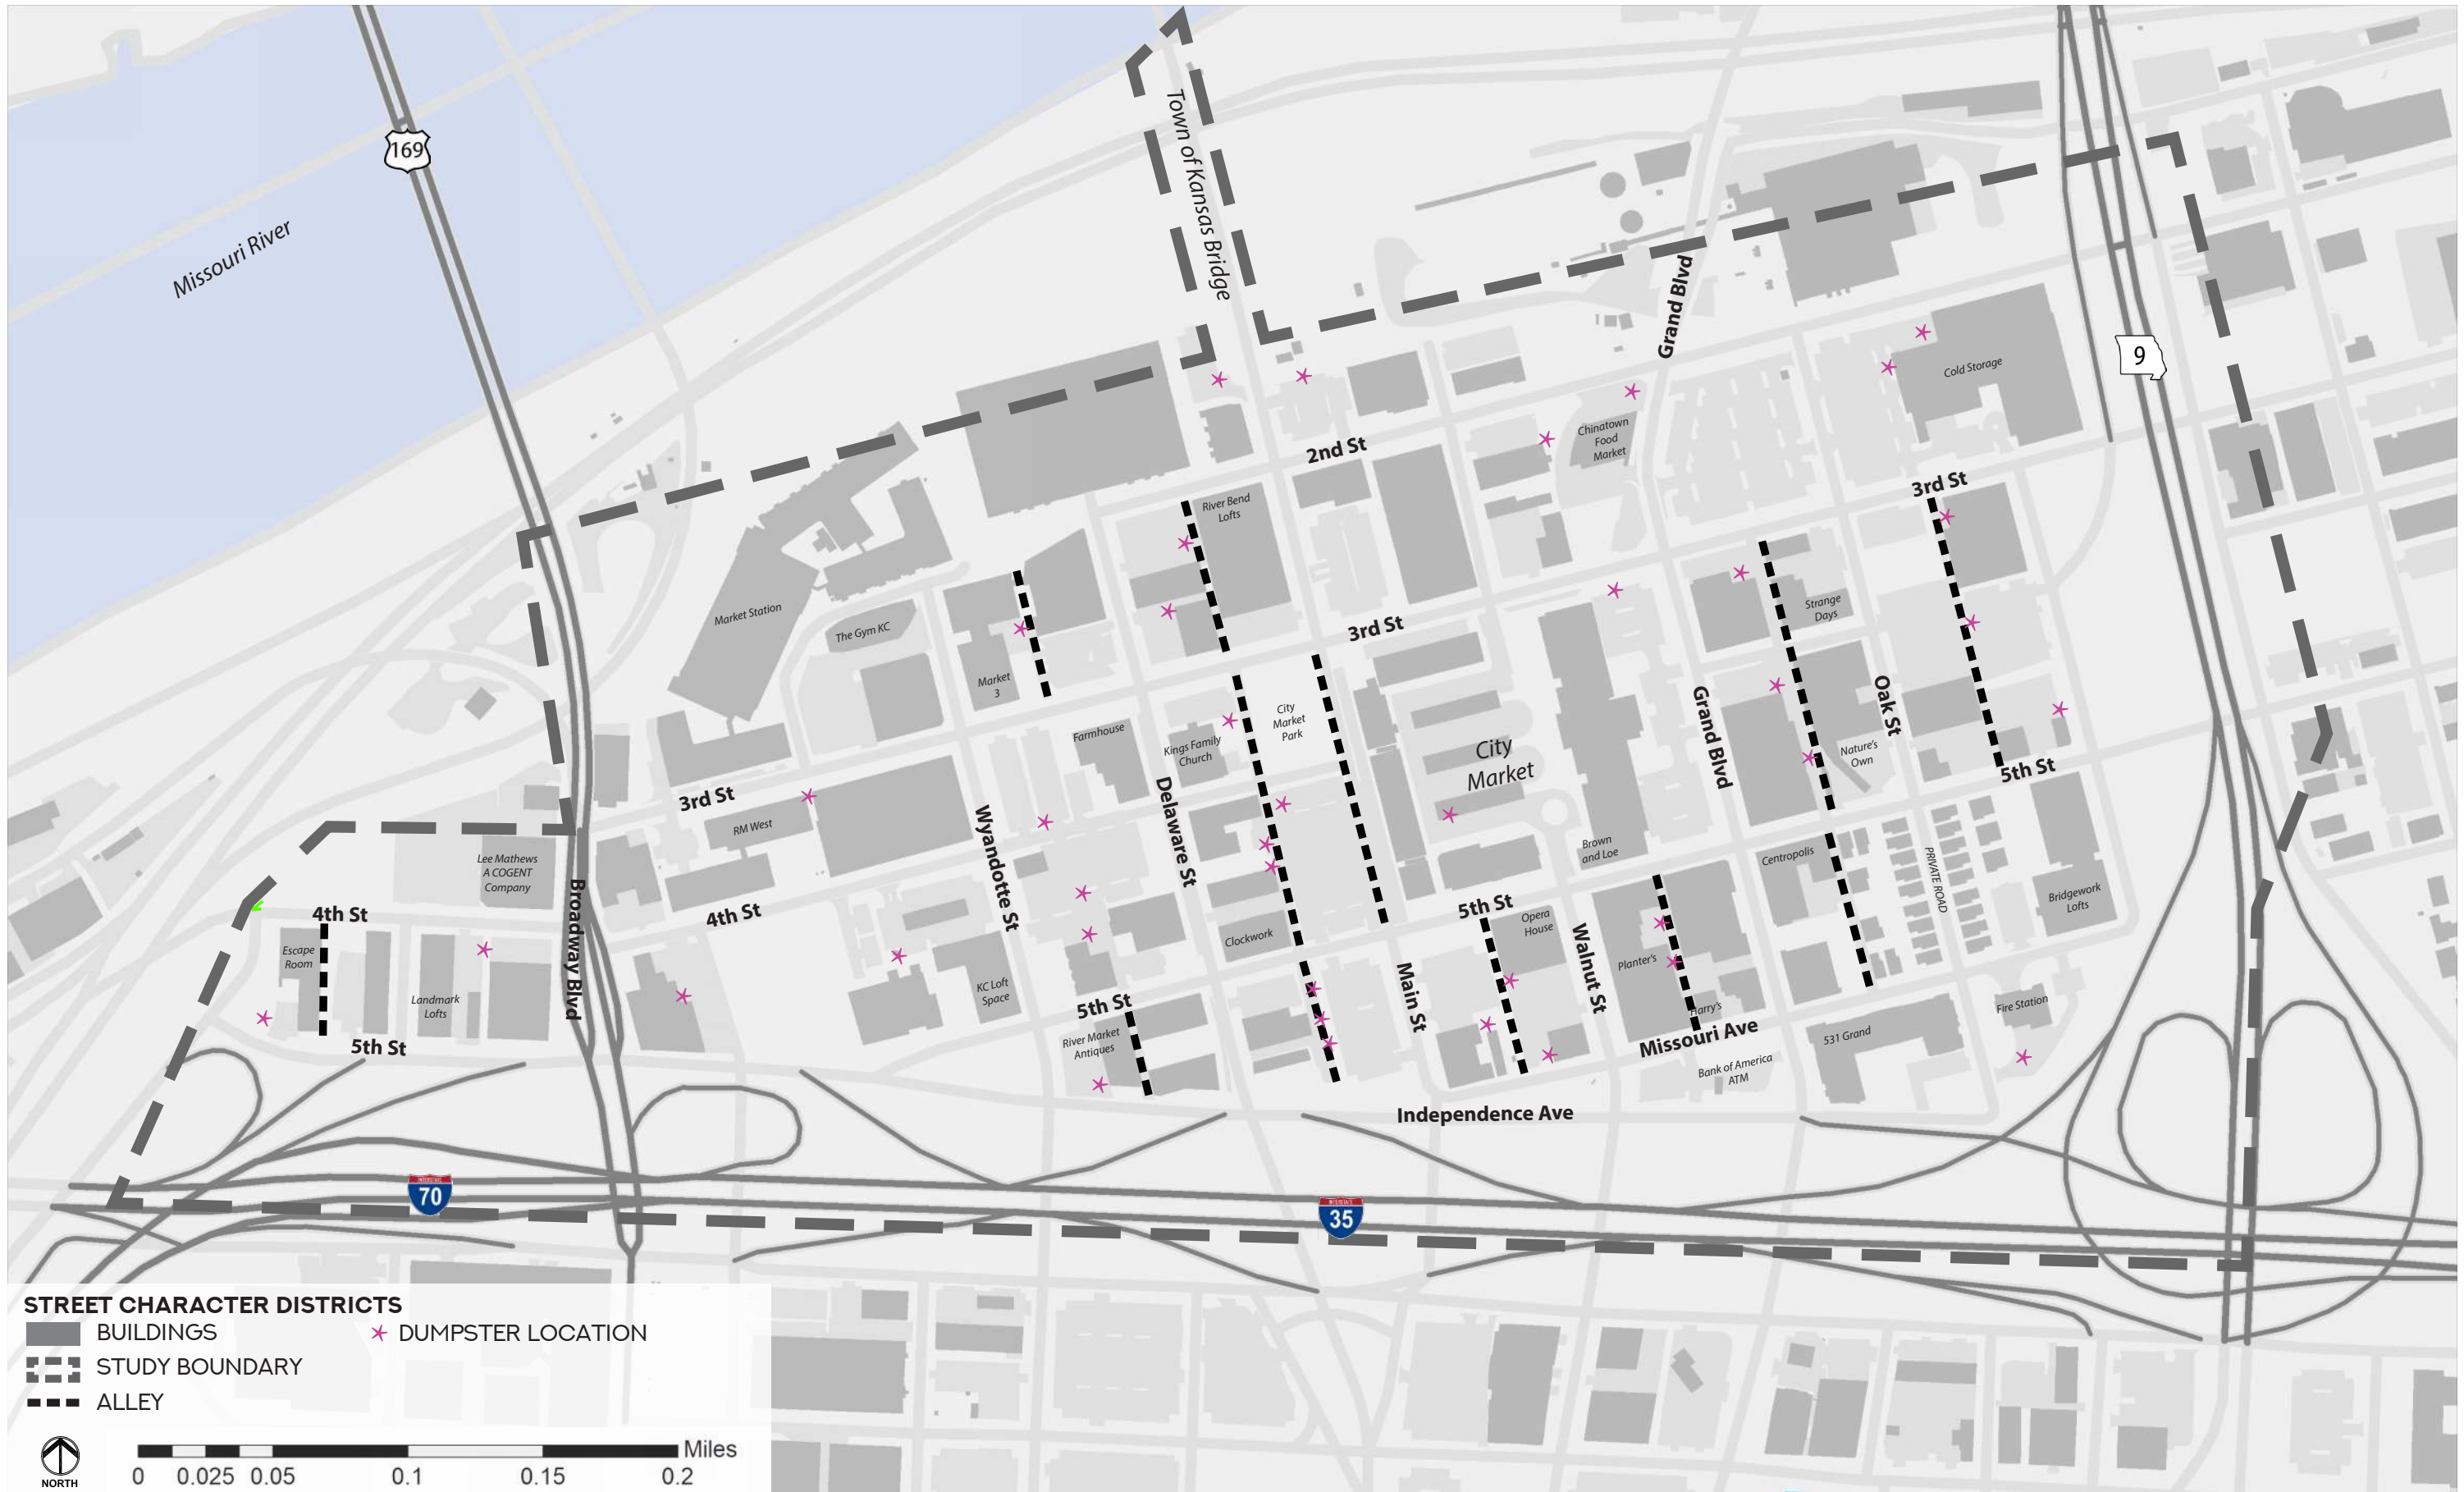 169
Missouri River
Town of Kansas Bridge
Grand Blvd
9
Cold Storage
Chinatown
Food
Market
2nd St
3rd St
River Bend
Lofts
Market Station
The Gym KC
Market
3
3rd St
Strange
Days
Farmhouse
Kings Family
Church
City
Market
Park
City
Market
Grand Blvd
Oak St
Nature's
Own
5th St
3rd St
RM West
Wyandotte St
Delaware St
Brown
and Loe
Centropolis
PRIVATE ROAD
Bridgework
Lofts
Lee Mathews
A COGENT
Company
Broadway Blvd
4th St
4th St
Escape
Room
Landmark
Lofts
5th St
KC Loft
Space
Clockwork
5th St
Opera
House
Walnut St
Planter's
Main St
Harry's
Missouri Ave
Fire Station
531 Grand
5th St
River Market
Antiques
Bank of America
ATM
Independence Ave
INTERSTATE
70
INTERSTATE
35
STREET CHARACTER DISTRICTS
BUILDINGS
DUMPSTER LOCATION
STUDY BOUNDARY
ALLEY
NORTH
Miles
0 0.025 0.05 0.1 0.15 0.2